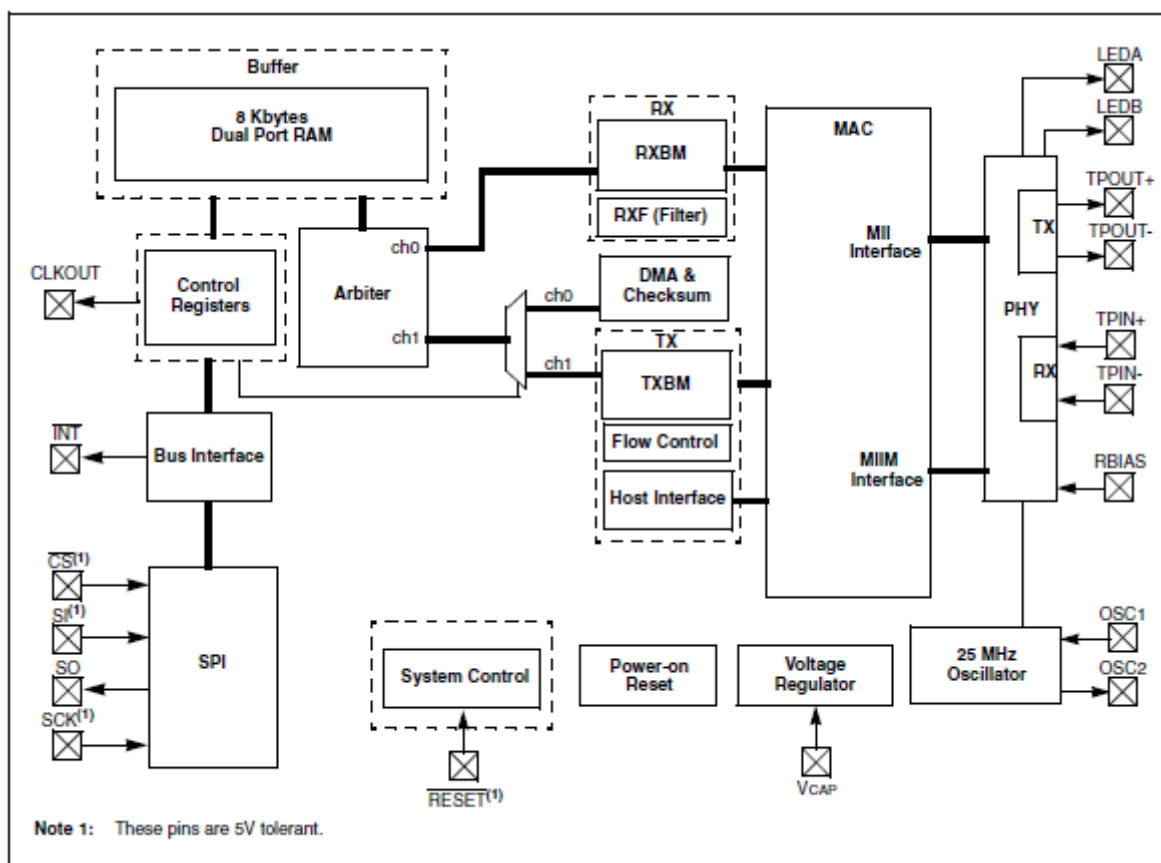 Buffer
8 Kbytes
Dual Port RAM
LEDA
LEDB
RX
RXBM
RXF (Filter)
MAC
TPOUT+
TPOUT-
TX
PHY
MII
Interface
ch0
CLKOUT
Control
Registers
Arbiter
ch1
ch0
DMA &
Checksum
TX
ch1
TXBM
TPIN+
RX
TPIN-
INT
Bus Interface
Flow Control
Host Interface
MIIM
Interface
RBIAS
CS(1)
SI(1)
SO
SCK(1)
SPI
System Control
RESET(1)
Power-on
Reset
Voltage
Regulator
VCAP
25 MHz
Oscillator
OSC1
OSC2
Note 1: These pins are 5V tolerant.